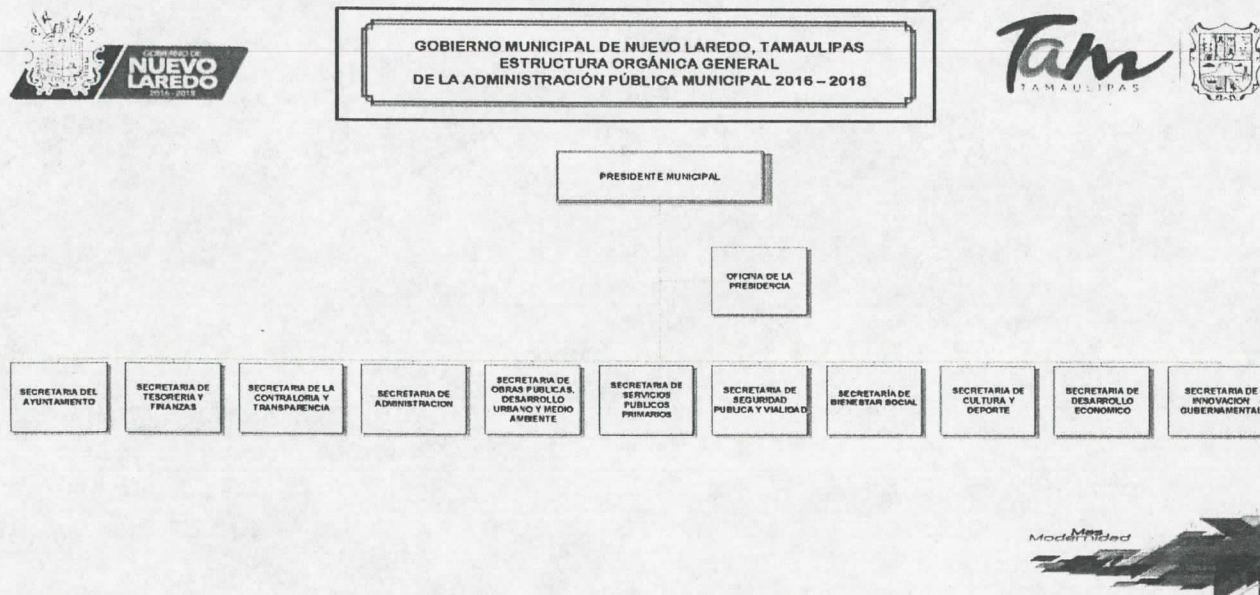 GOBIERNO DE
NUEVO
LAREDO
2016 - 2018
GOBIERNO MUNICIPAL DE NUEVO LAREDO, TAMAULIPAS
ESTRUCTURA ORGÁNICA GENERAL
DE LA ADMINISTRACIÓN PÚBLICA MUNICIPAL 2016 – 2018
Tam
TAMAULIPAS
PRESIDENTE MUNICIPAL
OFICINA DE LA
PRESIDENCIA
SECRETARIA DEL
AYUNTAMIENTO
SECRETARIA DE
TESORERIA Y
FINANZAS
SECRETARIA DE LA
CONTRALORIA Y
TRANSPARENCIA
SECRETARIA DE
ADMINISTRACION
SECRETARIA DE
OBRAS PUBLICAS,
DESARROLLO
URBANO Y MEDIO
AMBIENTE
SECRETARIA DE
SERVICIOS
PUBLICOS
PRIMARIOS
SECRETARIA DE
SEGURIDAD
PUBLICA Y VIALIDAD
SECRETARÍA DE
BIENESTAR SOCIAL
SECRETARIA DE
CULTURA Y
DEPORTE
SECRETARIA DE
DESARROLLO
ECONOMICO
SECRETARIA DE
INNOVACION
GUBERNAMENTAL
Mas
Modernidad